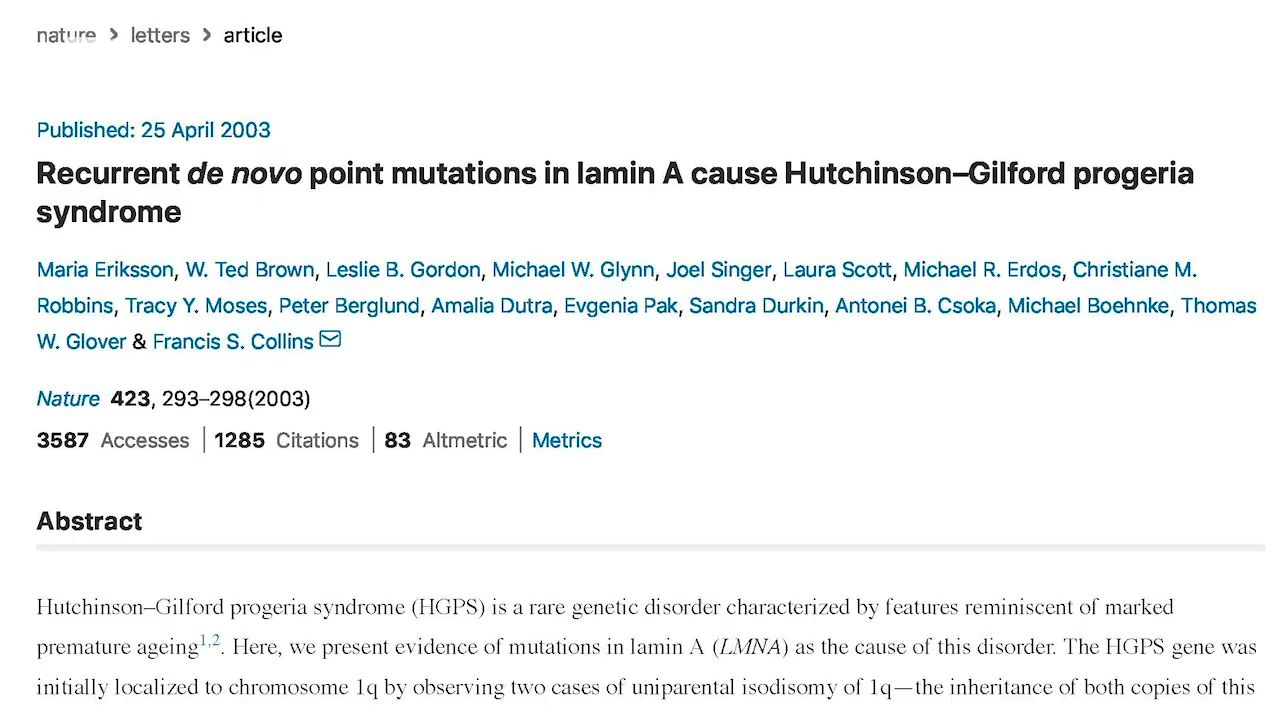 nature > letters > article
Published: 25 April 2003
Recurrent de novo point mutations in lamin A cause Hutchinson–Gilford progeria
syndrome
Maria Eriksson, W. Ted Brown, Leslie B. Gordon, Michael W. Glynn, Joel Singer, Laura Scott, Michael R. Erdos, Christiane M.
Robbins, Tracy Y. Moses, Peter Berglund, Amalia Dutra, Evgenia Pak, Sandra Durkin, Antonei B. Csoka, Michael Boehnke, Thomas
W. Glover & Francis S. Collins
Nature 423, 293–298(2003)
3587 Accesses | 1285 Citations | 83 Altmetric | Metrics
Abstract
Hutchinson–Gilford progeria syndrome (HGPS) is a rare genetic disorder characterized by features reminiscent of marked
premature ageing1,2. Here, we present evidence of mutations in lamin A (LMNA) as the cause of this disorder. The HGPS gene was
initially localized to chromosome 1q by observing two cases of uniparental isodisomy of 1q—the inheritance of both copies of this